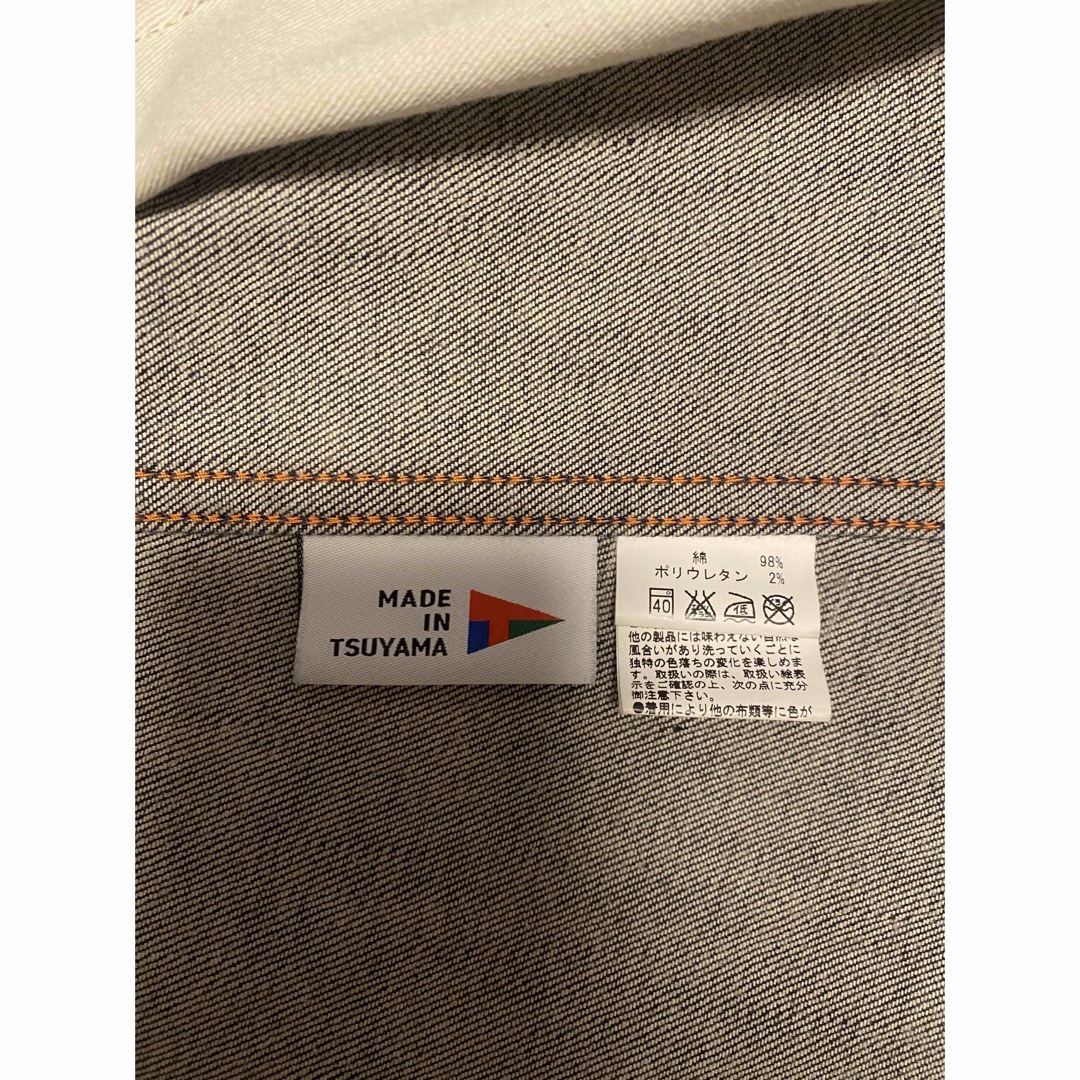 MADE
IN
TSUYAMA
綿 98%
ポリウレタン 2%
40 低
他の製品には味わえない自然な
風合いがあり洗っていくごとに
独特の色落ちの変化を楽しめま
す。取扱いの際は、取扱い絵表
示をご確認の上、次の点に充分
御注意下さい。
●着用により他の布類等に色が